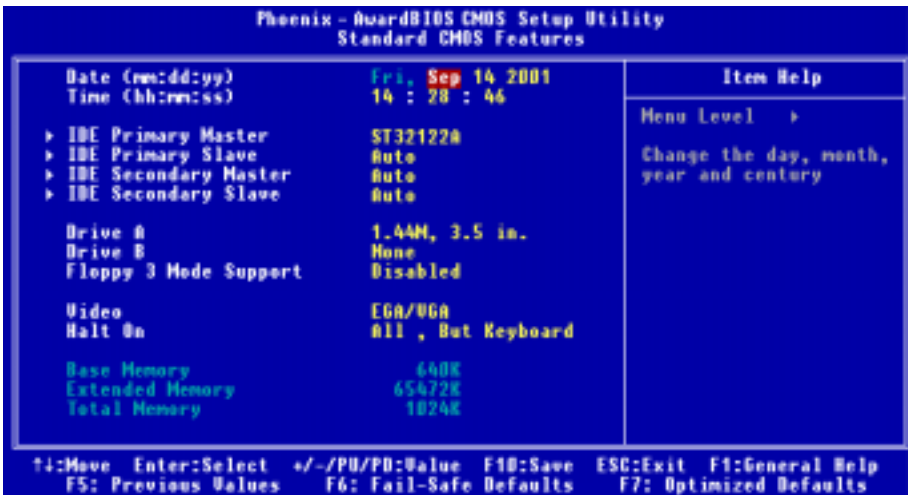 Phoenix - AwardBIOS CMOS Setup Utility
Standard CMOS Features
Date (mm:dd:yy) Fri, Sep 14 2001
Time (hh:mm:ss) 14 : 28 : 46
IDE Primary Master ST32122A
IDE Primary Slave Auto
IDE Secondary Master Auto
IDE Secondary Slave Auto
Drive A 1.44M, 3.5 in.
Drive B None
Floppy 3 Mode Support Disabled
Video EGA/VGA
Halt On All , But Keyboard
Base Memory 640K
Extended Memory 65472K
Total Memory 1024K
Item Help
Menu Level ▸
Change the day, month,
year and century
↑↓:Move Enter:Select +/-/PU/PD:Value F10:Save ESC:Exit F1:General Help
F5: Previous Values F6: Fail-Safe Defaults F7: Optimized Defaults